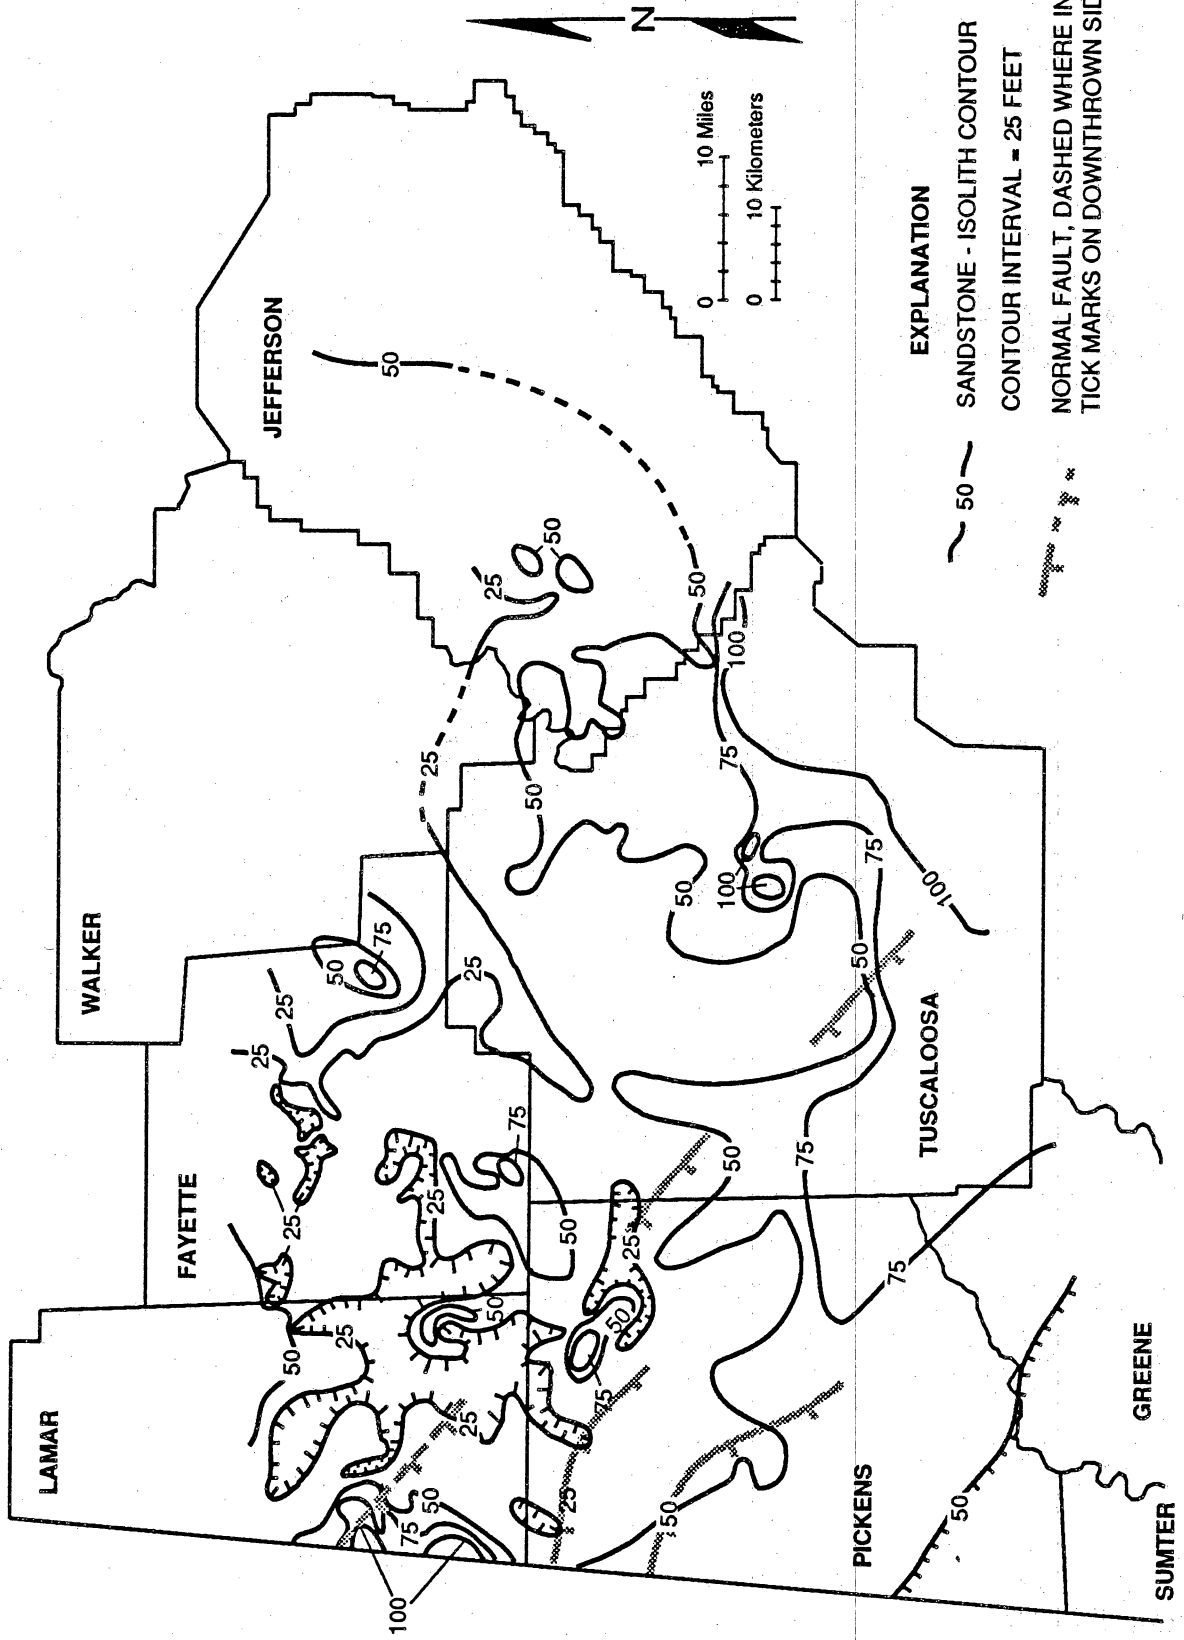 LAMAR
FAYETTE
WALKER
JEFFERSON
PICKENS
TUSCALOOSA
GREENE
SUMTER
N
0 10 Miles
0 10 Kilometers
50
25
25
25
50
75
25
25
50
25
50
75
25
50
75
50
100
25
50
75
25
50
25
50
50
50
75
100
50
100
75
50
100
75
50
75
75
50
50
25
EXPLANATION
50 SANDSTONE - ISOLITH CONTOUR
CONTOUR INTERVAL = 25 FEET
NORMAL FAULT, DASHED WHERE IN
TICK MARKS ON DOWNTHROWN SID